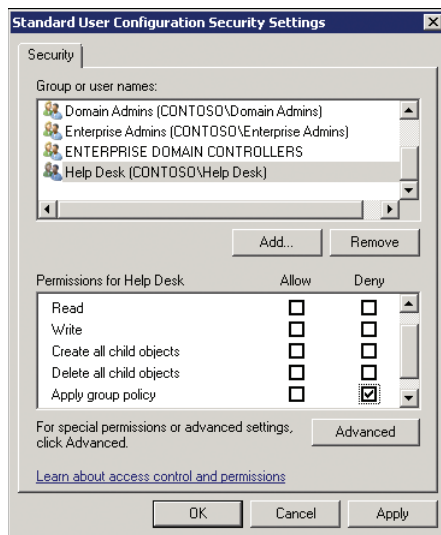 Standard User Configuration Security Settings
Security
Group or user names:
Domain Admins (CONTOSO\Domain Admins)
Enterprise Admins (CONTOSO\Enterprise Admins)
ENTERPRISE DOMAIN CONTROLLERS
Help Desk (CONTOSO\Help Desk)
Add... Remove
Permissions for Help Desk Allow Deny
Read
Write
Create all child objects
Delete all child objects
Apply group policy
For special permissions or advanced settings,
click Advanced.
Advanced
Learn about access control and permissions
OK Cancel Apply